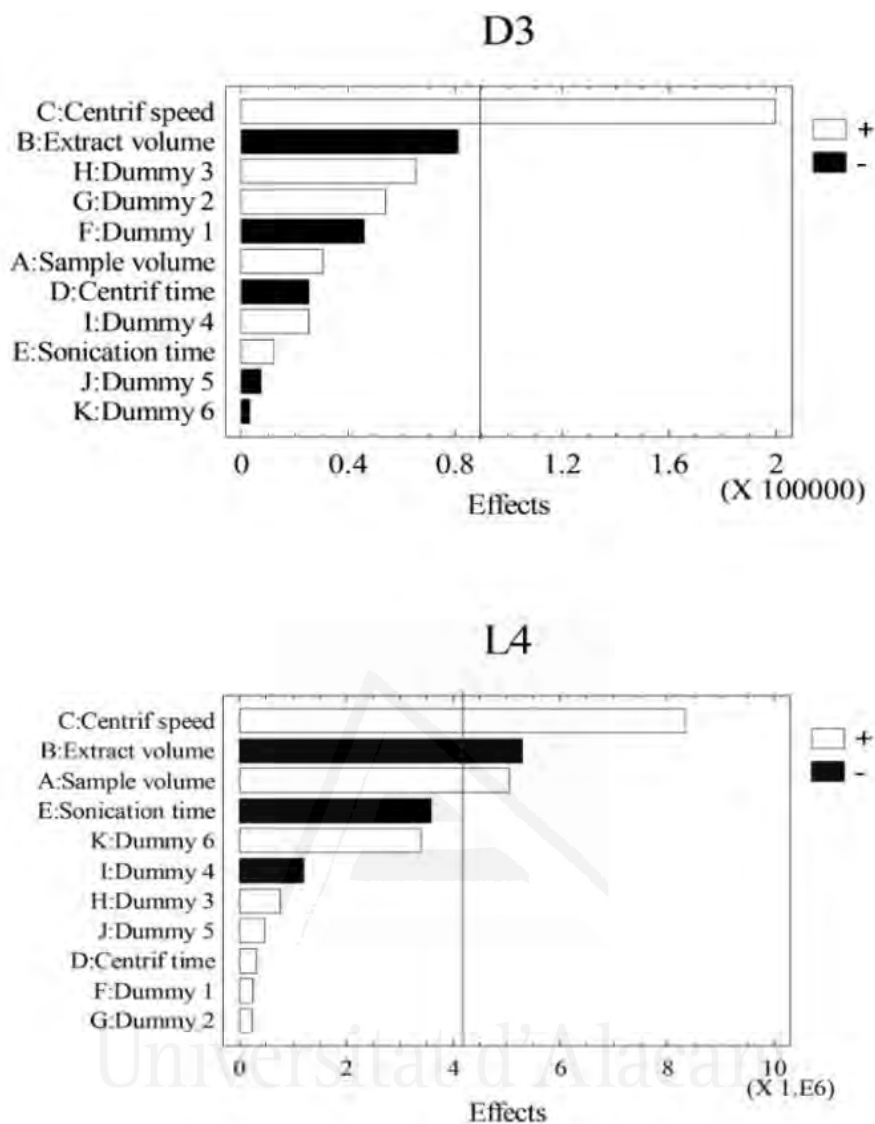 D3
C:Centrif speed
B:Extract volume
H:Dummy 3
G:Dummy 2
F:Dummy 1
A:Sample volume
D:Centrif time
I:Dummy 4
E:Sonication time
J:Dummy 5
K:Dummy 6
+
-
0 0.4 0.8 1.2 1.6 2
(X 100000)
Effects
L4
C:Centrif speed
B:Extract volume
A:Sample volume
E:Sonication time
K:Dummy 6
I:Dummy 4
H:Dummy 3
J:Dummy 5
D:Centrif time
F:Dummy 1
G:Dummy 2
+
-
0 2 4 6 8 10
(X 1,E6)
Effects
Universitat d'Alacant